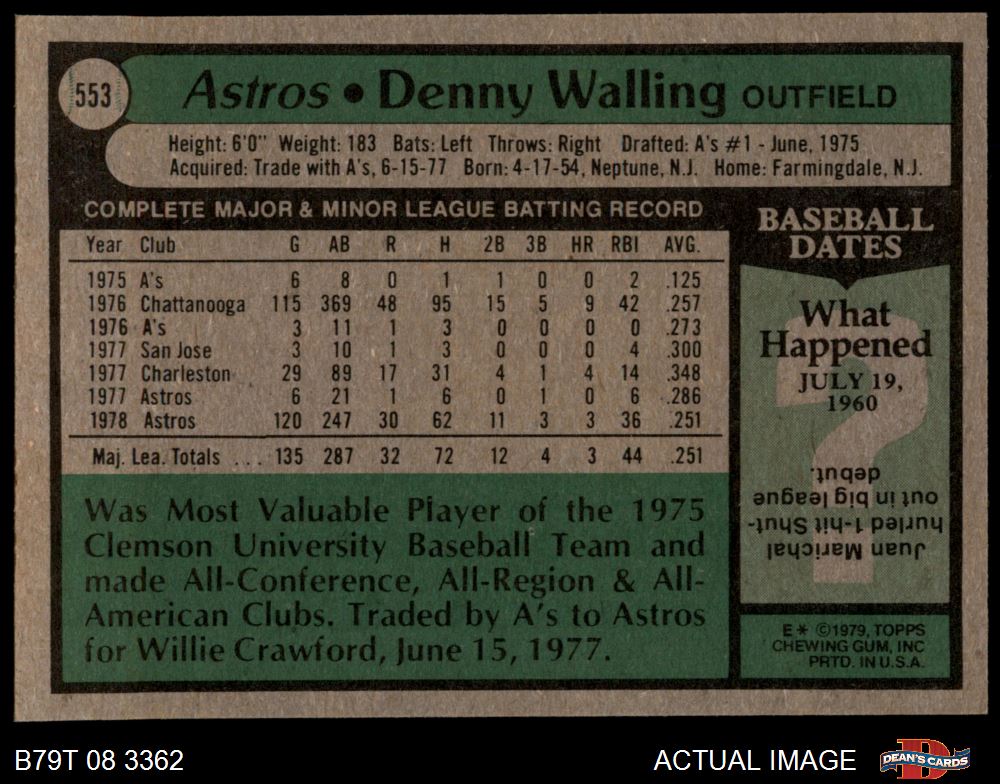 553
Astros • Denny Walling OUTFIELD
Height: 6'0" Weight: 183 Bats: Left Throws: Right Drafted: A's #1 - June, 1975
Acquired: Trade with A's, 6-15-77 Born: 4-17-54, Neptune, N.J. Home: Farmingdale, N.J.
COMPLETE MAJOR & MINOR LEAGUE BATTING RECORD
Year Club G AB R H 2B 3B HR RBI AVG.
1975 A's 6 8 0 1 1 0 0 2 .125
1976 Chattanooga 115 369 48 95 15 5 9 42 .257
1976 A's 3 11 1 3 0 0 0 0 .273
1977 San Jose 3 10 1 3 0 0 0 4 .300
1977 Charleston 29 89 17 31 4 1 4 14 .348
1977 Astros 6 21 1 6 0 1 0 6 .286
1978 Astros 120 247 30 62 11 3 3 36 .251
Maj. Lea. Totals ... 135 287 32 72 12 4 3 44 .251
Was Most Valuable Player of the 1975
Clemson University Baseball Team and
made All-Conference, All-Region & All-
American Clubs. Traded by A's to Astros
for Willie Crawford, June 15, 1977.
BASEBALL
DATES
What
Happened
JULY 19,
1960
Juan Marichal
hurled 1-hit Shut-
out in big league
debut.
E * ©1979, TOPPS
CHEWING GUM, INC
PRTD. IN U.S.A.
B79T 08 3362
ACTUAL IMAGE
D
DEAN'S CARDS